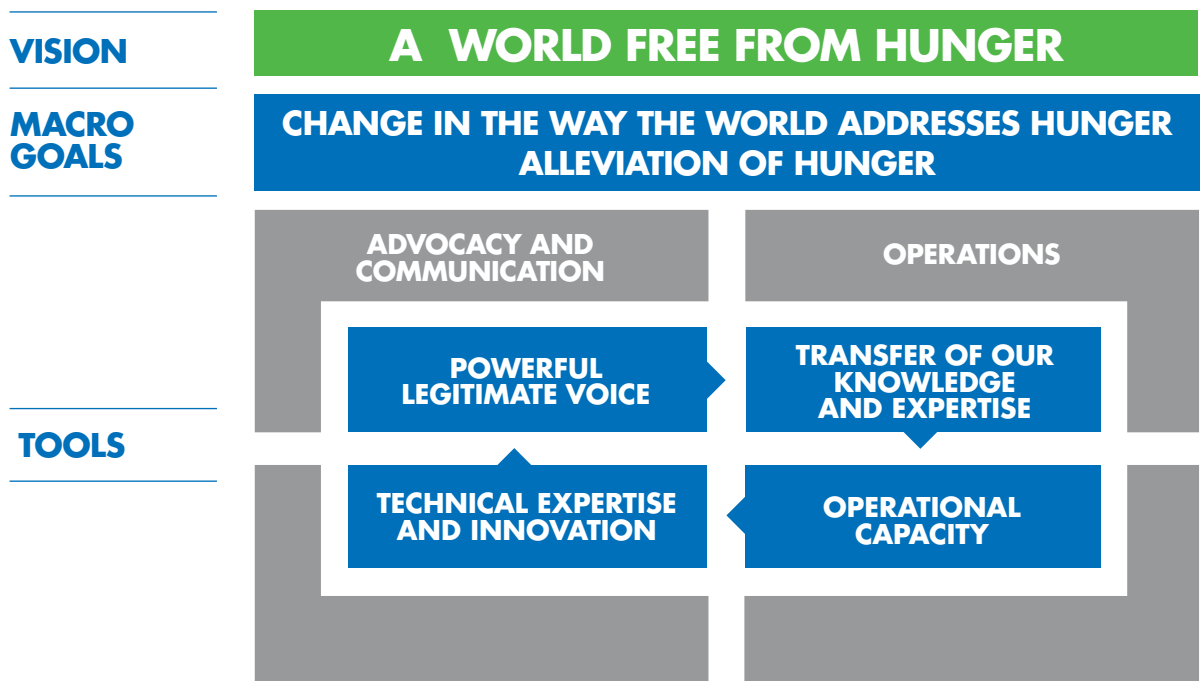 VISION
A WORLD FREE FROM HUNGER
MACRO
GOALS
CHANGE IN THE WAY THE WORLD ADDRESSES HUNGER
ALLEVIATION OF HUNGER
ADVOCACY AND
COMMUNICATION
OPERATIONS
POWERFUL
LEGITIMATE VOICE
TRANSFER OF OUR
KNOWLEDGE
AND EXPERTISE
TOOLS
TECHNICAL EXPERTISE
AND INNOVATION
OPERATIONAL
CAPACITY